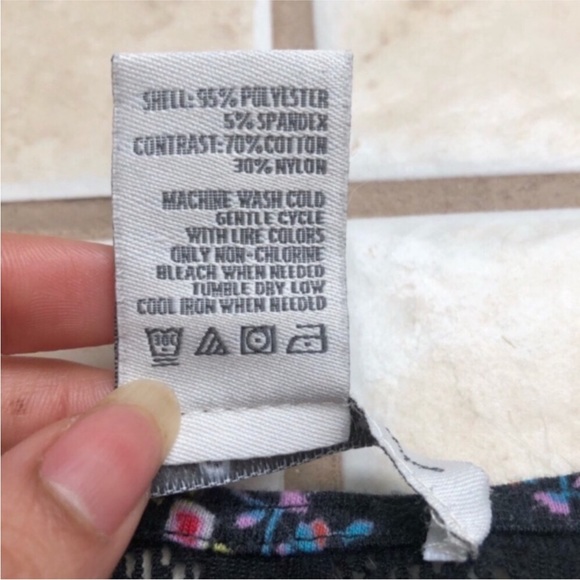 SHELL: 95% POLYESTER
5% SPANDEX
CONTRAST:70%COTTON
30% NYLON
MACHINE WASH COLD
GENTLE CYCLE
WITH LIKE COLORS
ONLY NON-CHLORINE
BLEACH WHEN NEEDED
TUMBLE DRY LOW
COOL IRON WHEN NEEDED
30C